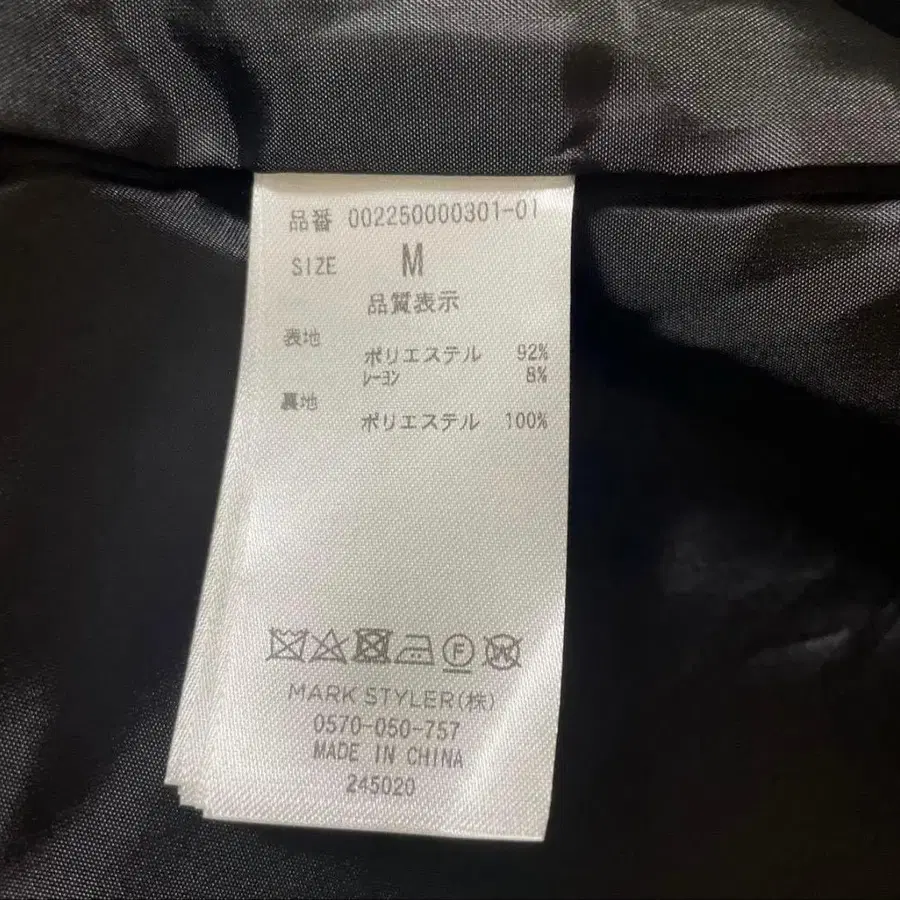 品番 002250000301-01
SIZE M
品質表示
表地
ポリエステル 92%
レーヨン 8%
裏地
ポリエステル 100%
F W
MARK STYLER(株)
0570-050-757
MADE IN CHINA
245020